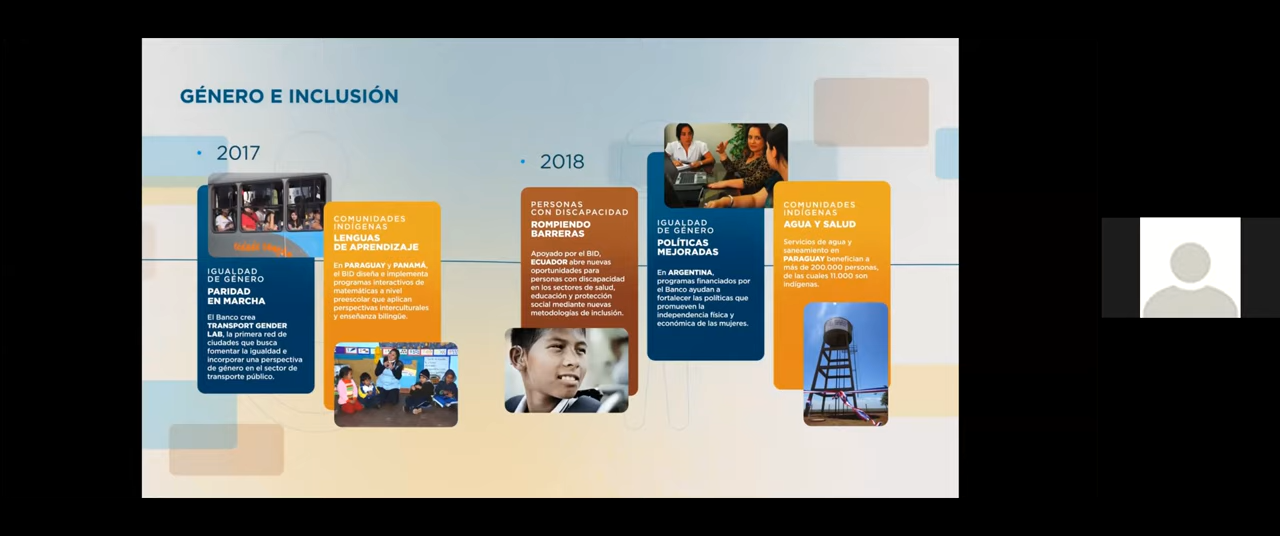 GÉNERO E INCLUSIÓN
• 2017
IGUALDAD
DE GÉNERO
PARIDAD
EN MARCHA
El Banco crea
TRANSPORT GENDER
LAB, la primera red de
ciudades que busca
fomentar la igualdad e
incorporar una perspectiva
de género en el sector de
transporte público.
COMUNIDADES
INDÍGENAS
LENGUAS
DE APRENDIZAJE
En PARAGUAY y PANAMÁ,
el BID diseña e implementa
programas interactivos de
matemáticas a nivel
preescolar que aplican
perspectivas interculturales
y enseñanza bilingüe.
• 2018
PERSONAS
CON DISCAPACIDAD
ROMPIENDO
BARRERAS
Apoyado por el BID,
ECUADOR abre nuevas
oportunidades para
personas con discapacidad
en los sectores de salud,
educación y protección
social mediante nuevas
metodologías de inclusión.
IGUALDAD
DE GÉNERO
POLÍTICAS
MEJORADAS
En ARGENTINA,
programas financiados por
el Banco ayudan a
fortalecer las políticas que
promueven la
independencia física y
económica de las mujeres.
COMUNIDADES
INDÍGENAS
AGUA Y SALUD
Servicios de agua y
saneamiento en
PARAGUAY benefician a
más de 200.000 personas,
de las cuales 11.000 son
indígenas.